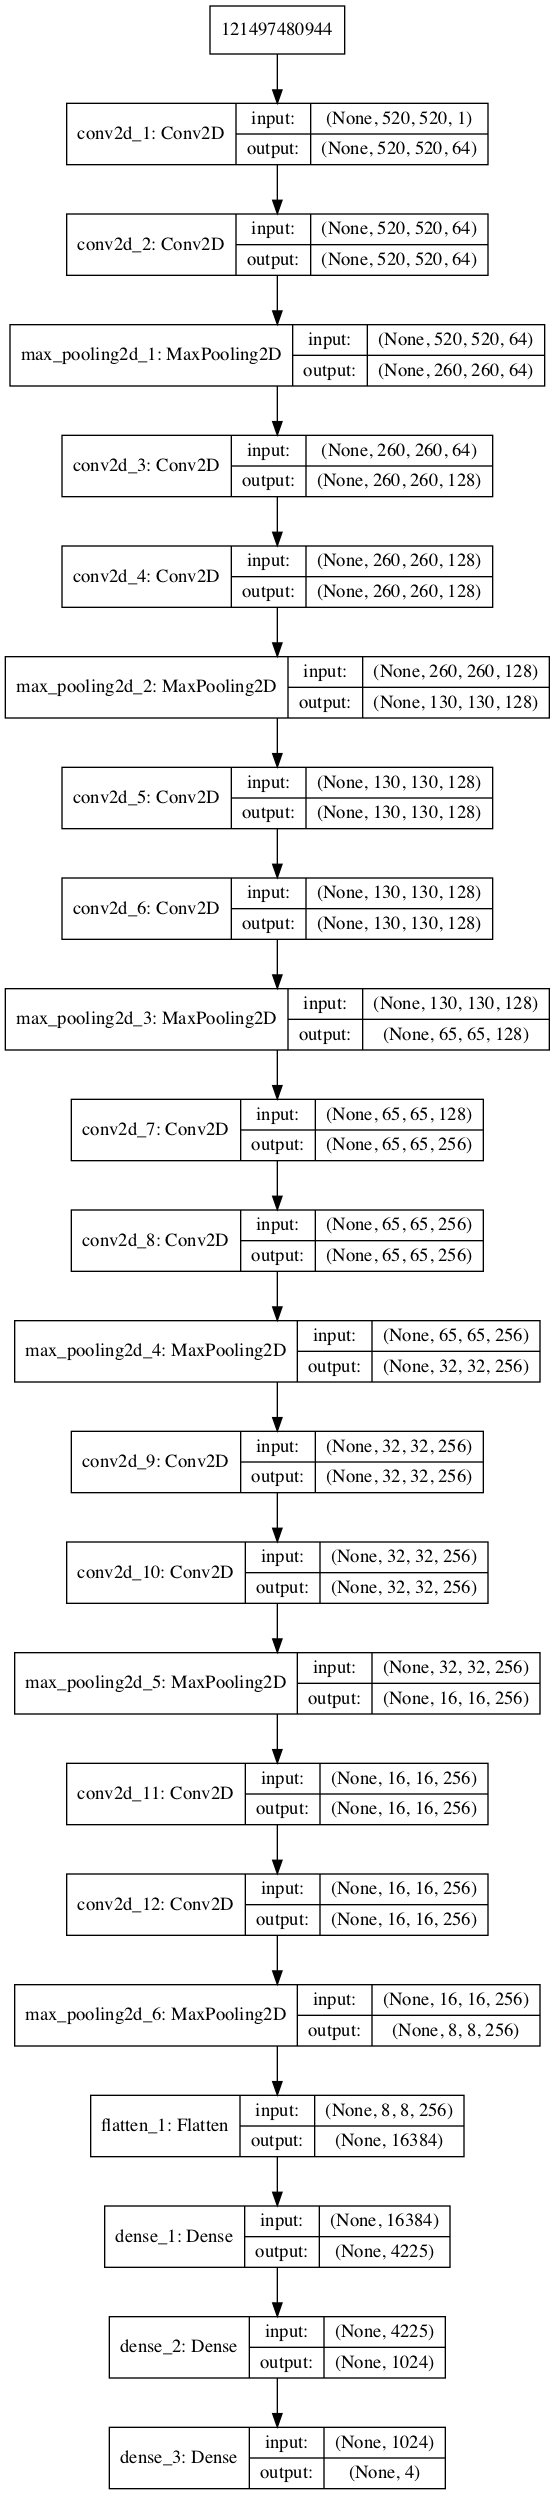 121497480944
conv2d_1: Conv2D
input: (None, 520, 520, 1)
output: (None, 520, 520, 64)
conv2d_2: Conv2D
input: (None, 520, 520, 64)
output: (None, 520, 520, 64)
max_pooling2d_1: MaxPooling2D
input: (None, 520, 520, 64)
output: (None, 260, 260, 64)
conv2d_3: Conv2D
input: (None, 260, 260, 64)
output: (None, 260, 260, 128)
conv2d_4: Conv2D
input: (None, 260, 260, 128)
output: (None, 260, 260, 128)
max_pooling2d_2: MaxPooling2D
input: (None, 260, 260, 128)
output: (None, 130, 130, 128)
conv2d_5: Conv2D
input: (None, 130, 130, 128)
output: (None, 130, 130, 128)
conv2d_6: Conv2D
input: (None, 130, 130, 128)
output: (None, 130, 130, 128)
max_pooling2d_3: MaxPooling2D
input: (None, 130, 130, 128)
output: (None, 65, 65, 128)
conv2d_7: Conv2D
input: (None, 65, 65, 128)
output: (None, 65, 65, 256)
conv2d_8: Conv2D
input: (None, 65, 65, 256)
output: (None, 65, 65, 256)
max_pooling2d_4: MaxPooling2D
input: (None, 65, 65, 256)
output: (None, 32, 32, 256)
conv2d_9: Conv2D
input: (None, 32, 32, 256)
output: (None, 32, 32, 256)
conv2d_10: Conv2D
input: (None, 32, 32, 256)
output: (None, 32, 32, 256)
max_pooling2d_5: MaxPooling2D
input: (None, 32, 32, 256)
output: (None, 16, 16, 256)
conv2d_11: Conv2D
input: (None, 16, 16, 256)
output: (None, 16, 16, 256)
conv2d_12: Conv2D
input: (None, 16, 16, 256)
output: (None, 16, 16, 256)
max_pooling2d_6: MaxPooling2D
input: (None, 16, 16, 256)
output: (None, 8, 8, 256)
flatten_1: Flatten
input: (None, 8, 8, 256)
output: (None, 16384)
dense_1: Dense
input: (None, 16384)
output: (None, 4225)
dense_2: Dense
input: (None, 4225)
output: (None, 1024)
dense_3: Dense
input: (None, 1024)
output: (None, 4)